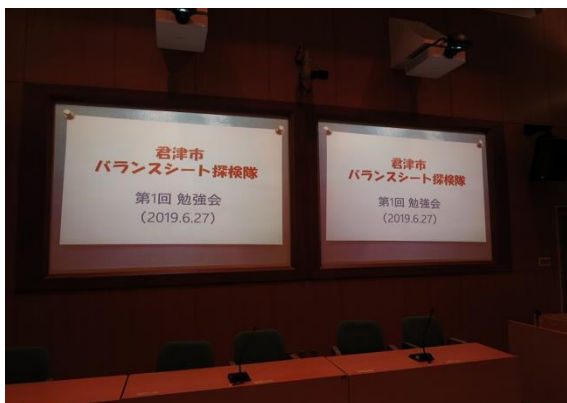 君津市
バランスシート探検隊
第1回 勉強会
(2019.6.27)
君津市
バランスシート探検隊
第1回 勉強会
(2019.6.27)